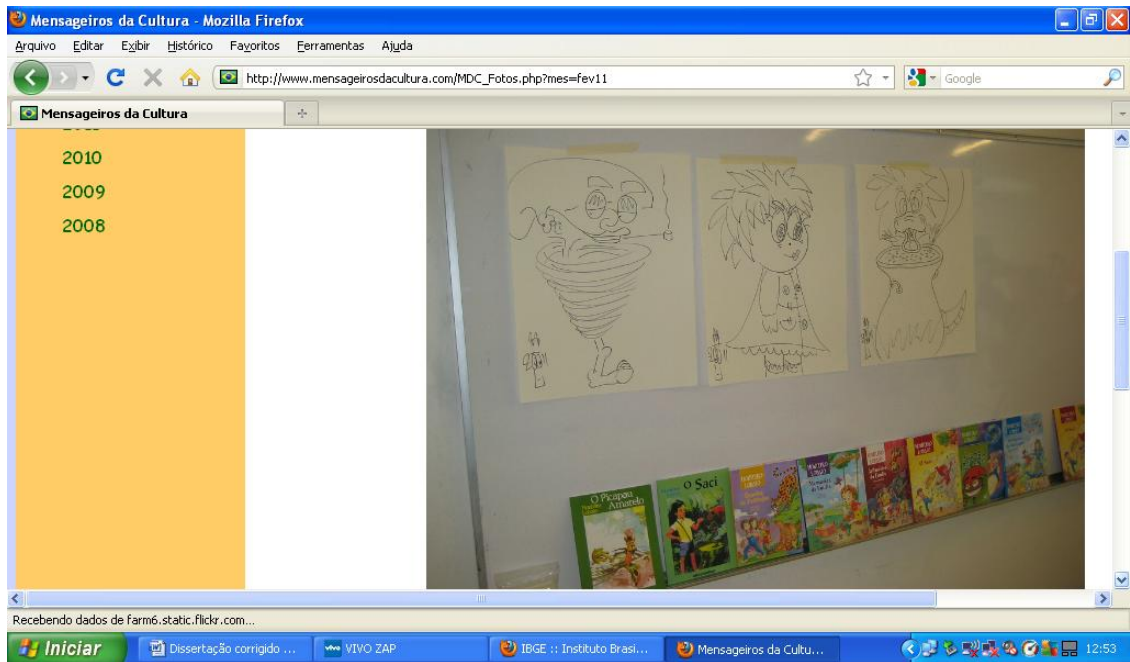 Mensageiros da Cultura - Mozilla Firefox
Arquivo Editar Exibir Histórico Favoritos Ferramentas Ajuda
http://www.mensageirosdacultura.com/MDC_Fotos.php?mes=fev11
Google
Mensageiros da Cultura
2010
2009
2008
O Picapau Amarelo
O Saci
Recebendo dados de farm6.static.flickr.com...
Iniciar
Dissertação corrigido ...
vivo VIVO ZAP
IBGE :: Instituto Brasi...
Mensageiros da Cultu...
12:53